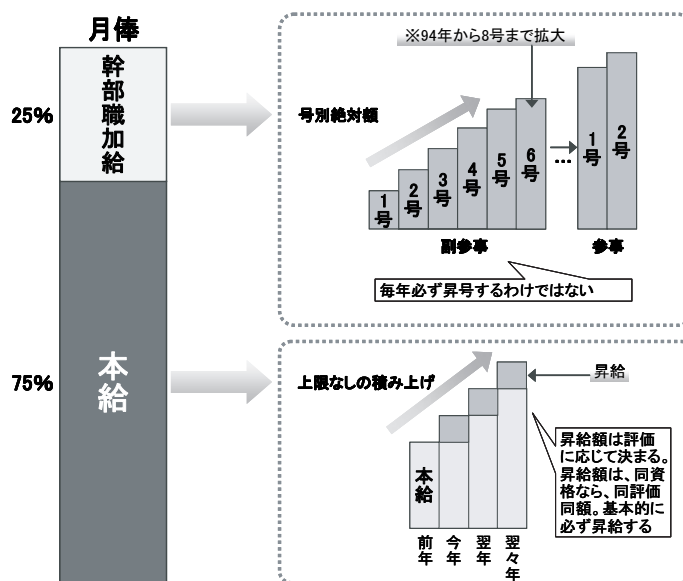 月俸
幹部職加給
25%
本給
75%
※94年から8号まで拡大
号別絶対額
1号
2号
3号
4号
5号
6号
…
1号
2号
副参事
参事
毎年必ず昇号するわけではない
上限なしの積み上げ
昇給
本給
前年
今年
翌年
翌々年
昇給額は評価
に応じて決まる。
昇給額は、同資
格なら、同評価
同額。基本的に
必ず昇給する